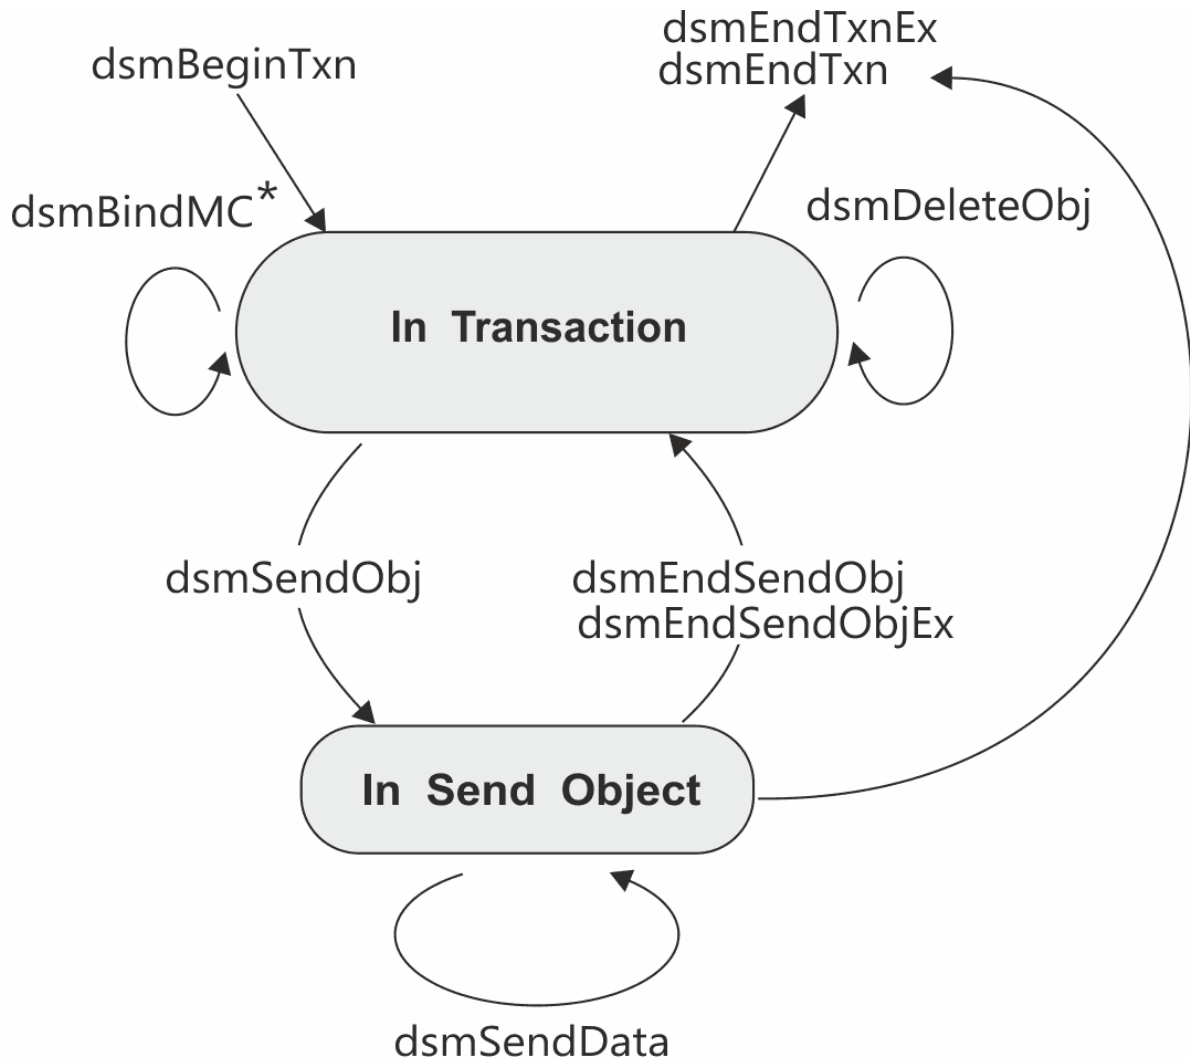 dsmEndTxnEx
dsmBeginTxn
dsmEndTxn
dsmBindMC*
dsmDeleteObj
In Transaction
dsmSendObj
dsmEndSendObj
dsmEndSendObjEx
In Send Object
dsmSendData